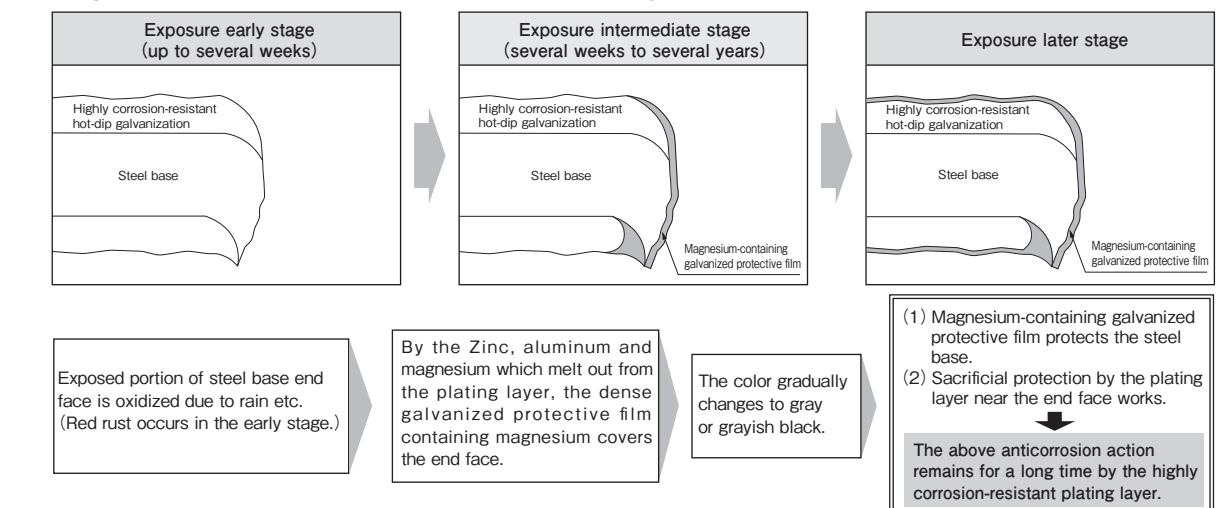 Exposure early stage
(up to several weeks)
Highly corrosion-resistant
hot-dip galvanization
Steel base
Exposure intermediate stage
(several weeks to several years)
Highly corrosion-resistant
hot-dip galvanization
Steel base
Magnesium-containing
galvanized protective film
Exposure later stage
Highly corrosion-resistant
hot-dip galvanization
Steel base
Magnesium-containing
galvanized protective film
Exposed portion of steel base end
face is oxidized due to rain etc.
(Red rust occurs in the early stage.)
By the Zinc, aluminum and
magnesium which melt out from
the plating layer, the dense
galvanized protective film
containing magnesium covers
the end face.
The color gradually
changes to gray
or grayish black.
(1) Magnesium-containing galvanized
protective film protects the steel
base.
(2) Sacrificial protection by the plating
layer near the end face works.
The above anticorrosion action
remains for a long time by the highly
corrosion-resistant plating layer.